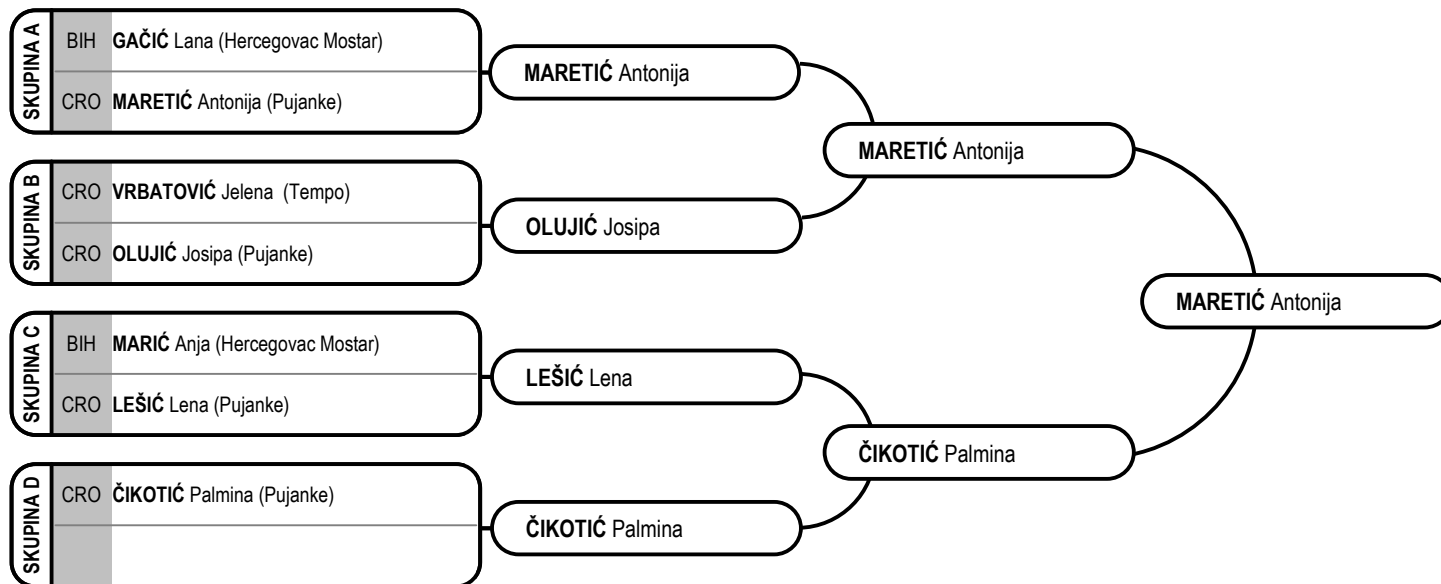 SKUPINA A
BIH GAČIĆ Lana (Hercegovac Mostar)
CRO MARETIĆ Antonija (Pujanke)
SKUPINA B
CRO VRBATOVIĆ Jelena (Tempo)
CRO OLUJIĆ Josipa (Pujanke)
SKUPINA C
BIH MARIĆ Anja (Hercegovac Mostar)
CRO LEŠIĆ Lena (Pujanke)
SKUPINA D
CRO ČIKOTIĆ Palmina (Pujanke)
MARETIĆ Antonija
OLUJIĆ Josipa
LEŠIĆ Lena
ČIKOTIĆ Palmina
MARETIĆ Antonija
ČIKOTIĆ Palmina
MARETIĆ Antonija